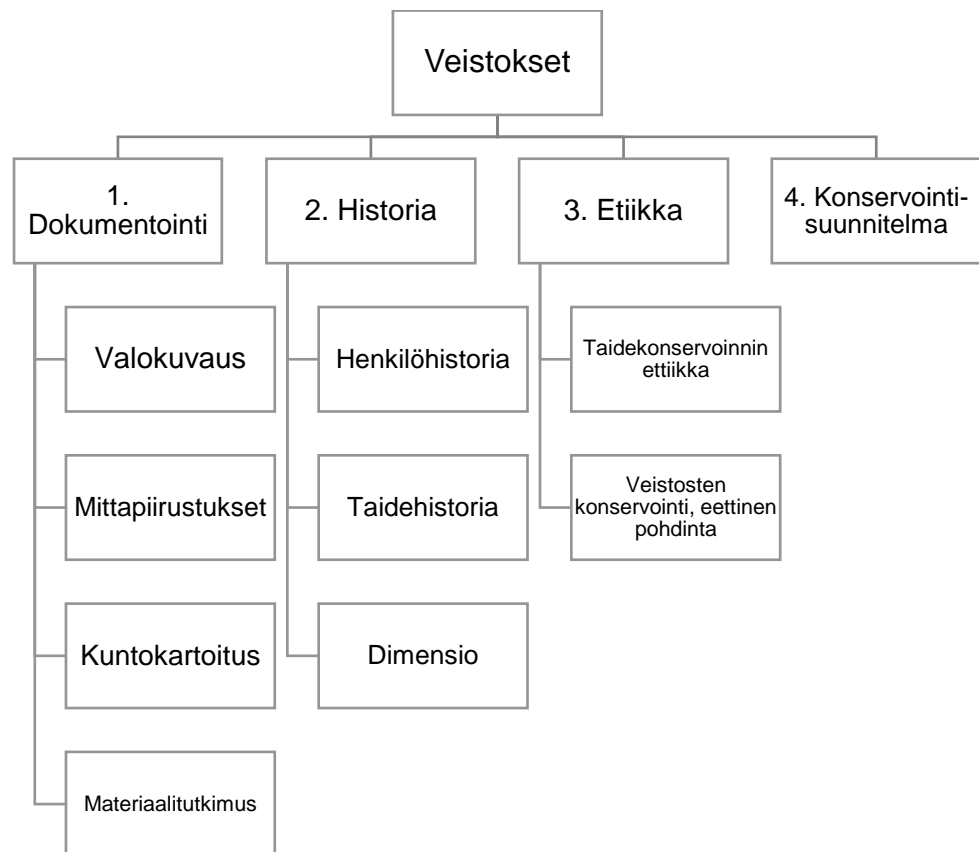 Veistokset
1.
Dokumentointi
2. Historia
3. Etiikka
4. Konservointi-
suunnitelma
Valokuvaus
Henkilöhistoria
Taidekonservoinnin
ettiikka
Mittapiirustukset
Taidehistoria
Veistosten
konservointi, eettinen
pohdinta
Kuntokartoitus
Dimensio
Materiaalitutkimus